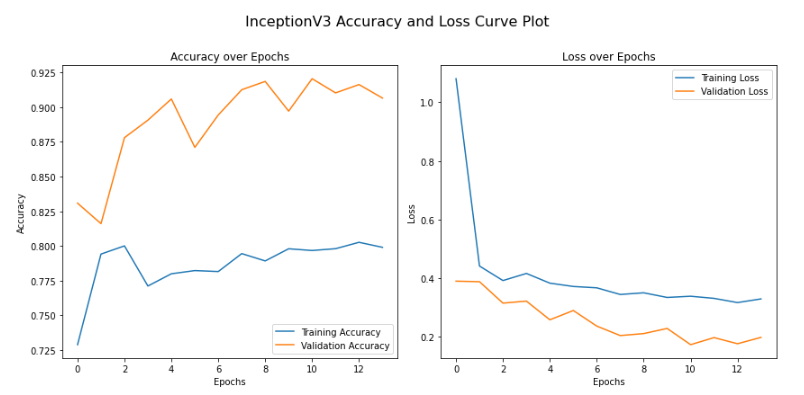 InceptionV3 Accuracy and Loss Curve Plot
Accuracy over Epochs
0.925
0.900
0.875
0.850
0.825
0.800
0.775
0.750
0.725
Accuracy
0 2 4 6 8 10 12
Epochs
Training Accuracy
Validation Accuracy
Loss over Epochs
1.0
0.8
0.6
0.4
0.2
Loss
0 2 4 6 8 10 12
Epochs
Training Loss
Validation Loss